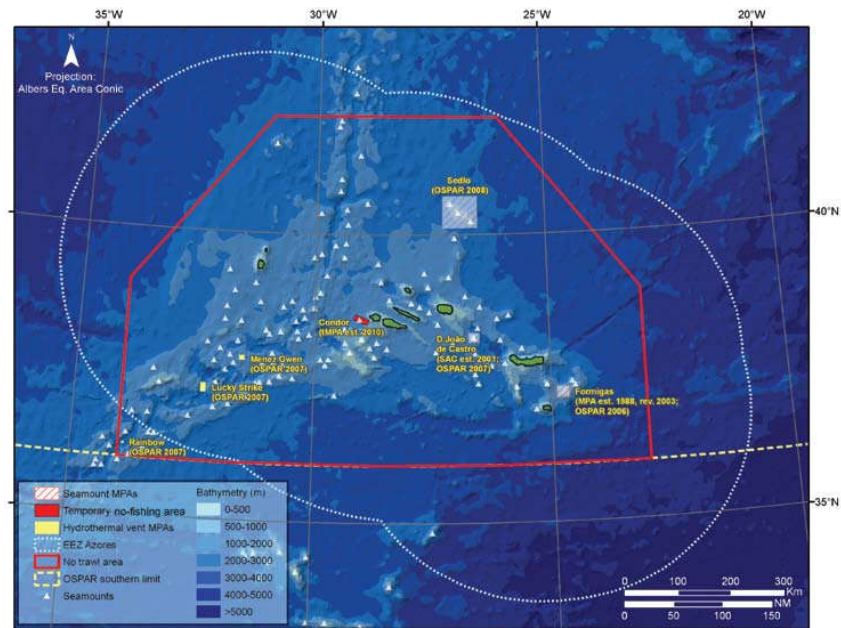 35°W
30°W
25°W
20°W
N
Projection:
Albers Eq. Area Conic
Sedlo
(OSPAR 2008)
40°N
40°N
Condor
(tMPA est. 2010)
D.João
de Castro
(SAC est. 2001;
OSPAR 2007)
Menez Gwen
(OSPAR 2007)
Lucky Strike
(OSPAR 2007)
Formigas
(MPA est. 1988, rev. 2003;
OSPAR 2006)
Rainbow
(OSPAR 2007)
35°N
Seamount MPAs
Temporary no-fishing area
Hydrothermal vent MPAs
EEZ Azores
No trawl area
OSPAR southern limit
Seamounts
Bathymetry (m)
0-500
500-1000
1000-2000
2000-3000
3000-4000
4000-5000
>5000
0 100 200 300
Km
NM
0 50 100 150
30°W
25°W